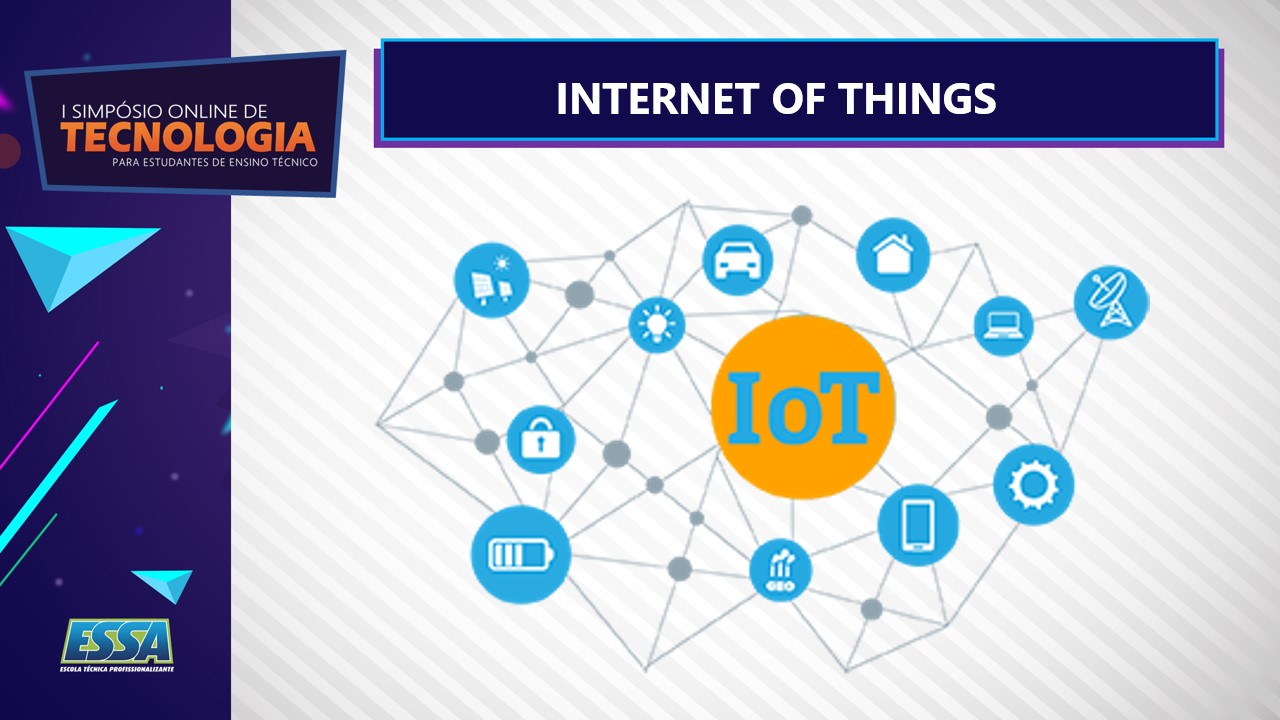 I SIMPÓSIO ONLINE DE
TECNOLOGIA
PARA ESTUDANTES DE ENSINO TÉCNICO
INTERNET OF THINGS
IoT
GEO
ESSA
ESCOLA TÉCNICA PROFISSIONALIZANTE